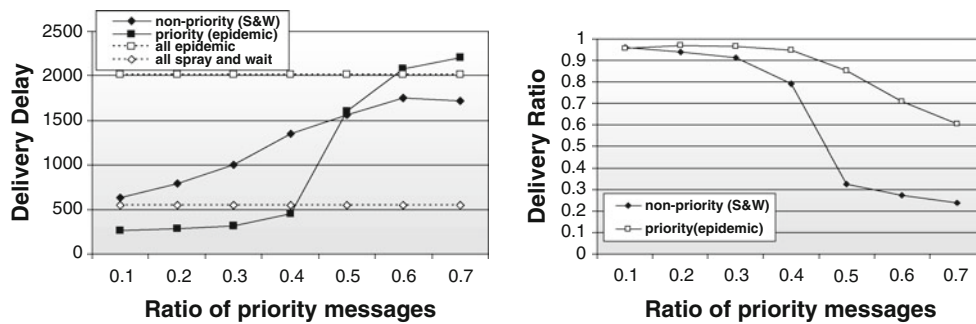 non-priority (S&W)
priority (epidemic)
all epidemic
all spray and wait
Delivery Delay
2500
2000
1500
1000
500
0
0.1 0.2 0.3 0.4 0.5 0.6 0.7
Ratio of priority messages
Delivery Ratio
1
0.9
0.8
0.7
0.6
0.5
0.4
0.3
0.2
0.1
0
non-priority (S&W)
priority(epidemic)
0.1 0.2 0.3 0.4 0.5 0.6 0.7
Ratio of priority messages